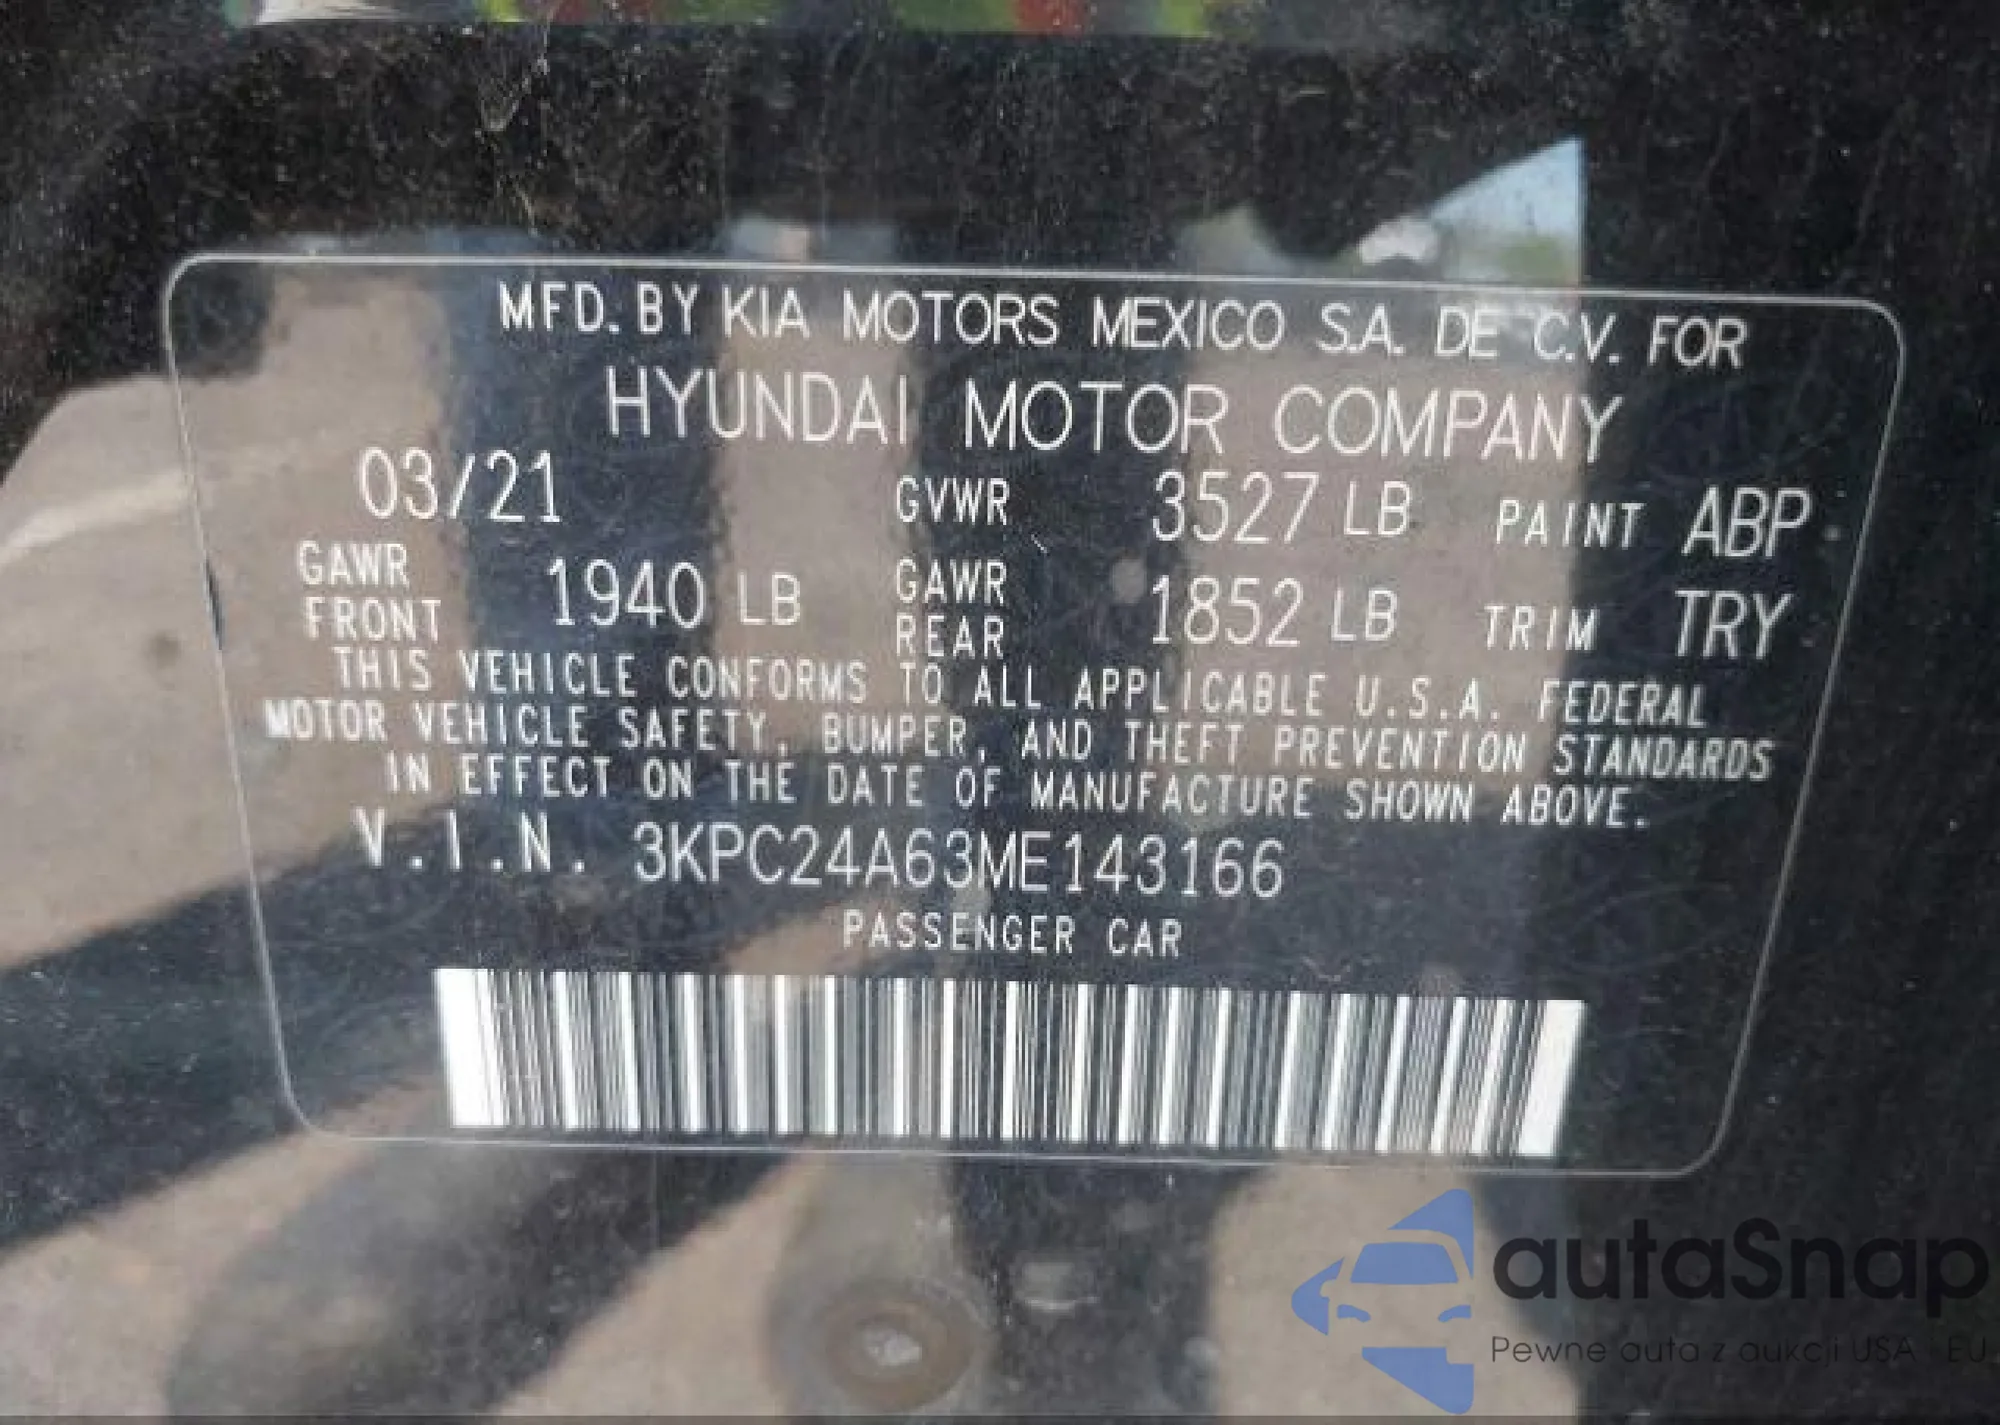 MFD. BY KIA MOTORS MEXICO S.A. DE C.V. FOR
HYUNDAI MOTOR COMPANY
03/21 GVWR 3527 LB PAINT ABP
GAWR FRONT 1940 LB GAWR REAR 1852 LB TRIM TRY
THIS VEHICLE CONFORMS TO ALL APPLICABLE U.S.A. FEDERAL
MOTOR VEHICLE SAFETY, BUMPER, AND THEFT PREVENTION STANDARDS
IN EFFECT ON THE DATE OF MANUFACTURE SHOWN ABOVE.
V.I.N. 3KPC24A63ME143166
PASSENGER CAR
autaSnap
Pewne auta z aukcji USA i EU